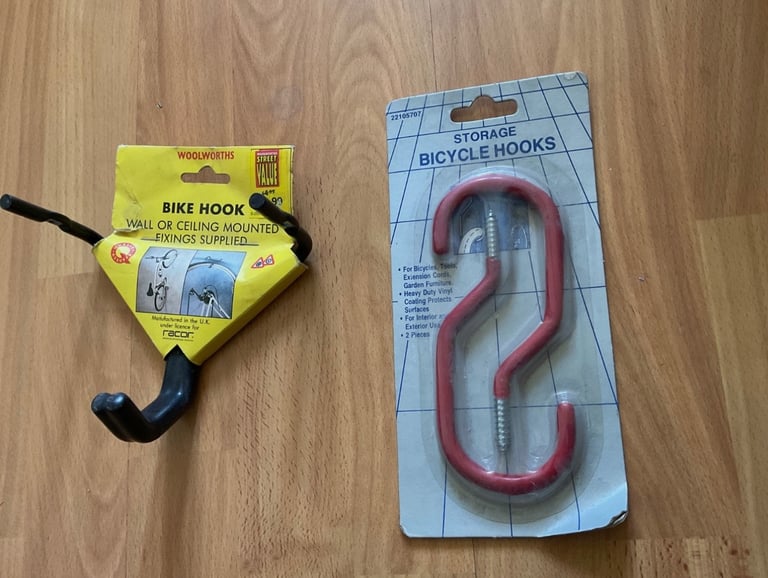 WOOLWORTHS
STREET
VALUE
BIKE HOOK
WALL OR CEILING MOUNTED
FIXINGS SUPPLIED
Manufactured in the U.K.
under licence for
racor
22105707
STORAGE
BICYCLE HOOKS
• For Bicycles, Tools,
Extension Cords,
Garden Furniture.
• Heavy Duty Vinyl
Coating Protects
Surfaces
• For Interior
Exterior Use
• 2 Pieces